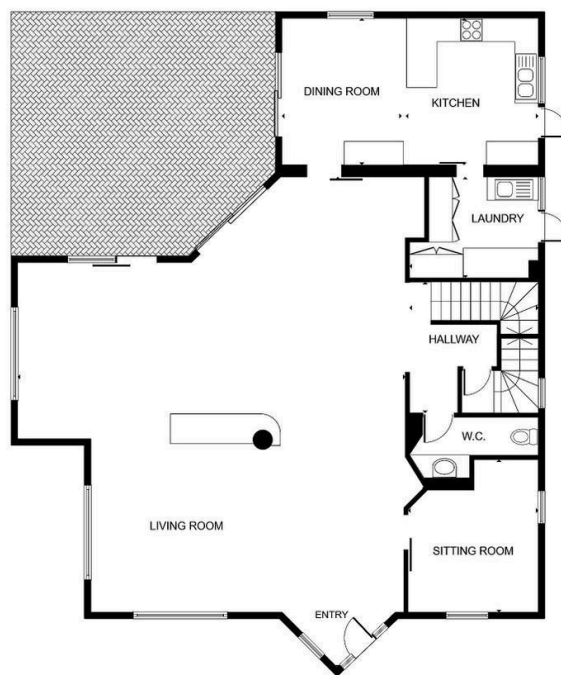 DINING ROOM
KITCHEN
LAUNDRY
HALLWAY
W.C.
LIVING ROOM
SITTING ROOM
ENTRY